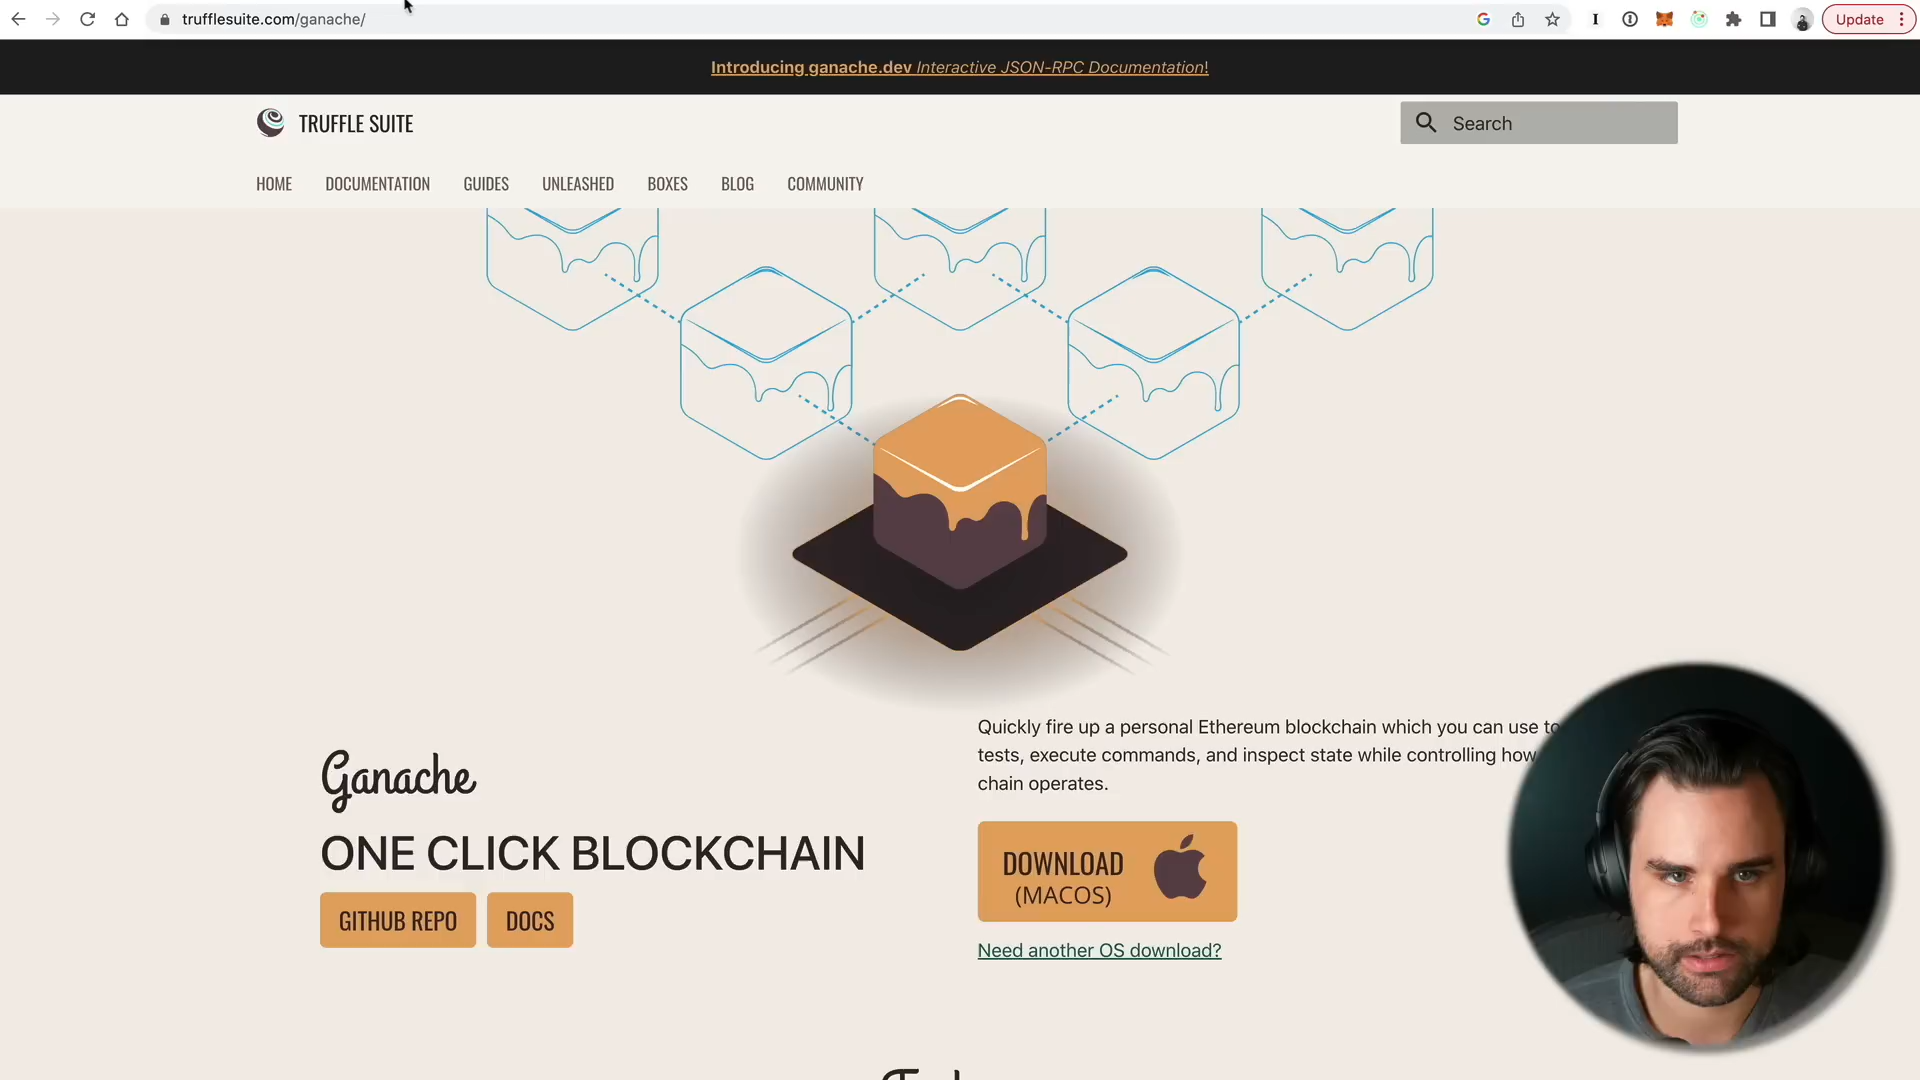 trufflesuite.com/ganache/
Update
Introducing ganache.dev Interactive JSON-RPC Documentation!
TRUFFLE SUITE
Search
HOME DOCUMENTATION GUIDES UNLEASHED BOXES BLOG COMMUNITY
Quickly fire up a personal Ethereum blockchain which you can use to
tests, execute commands, and inspect state while controlling how
chain operates.
Ganache
ONE CLICK BLOCKCHAIN
GITHUB REPO DOCS
DOWNLOAD
(MACOS)
Need another OS download?